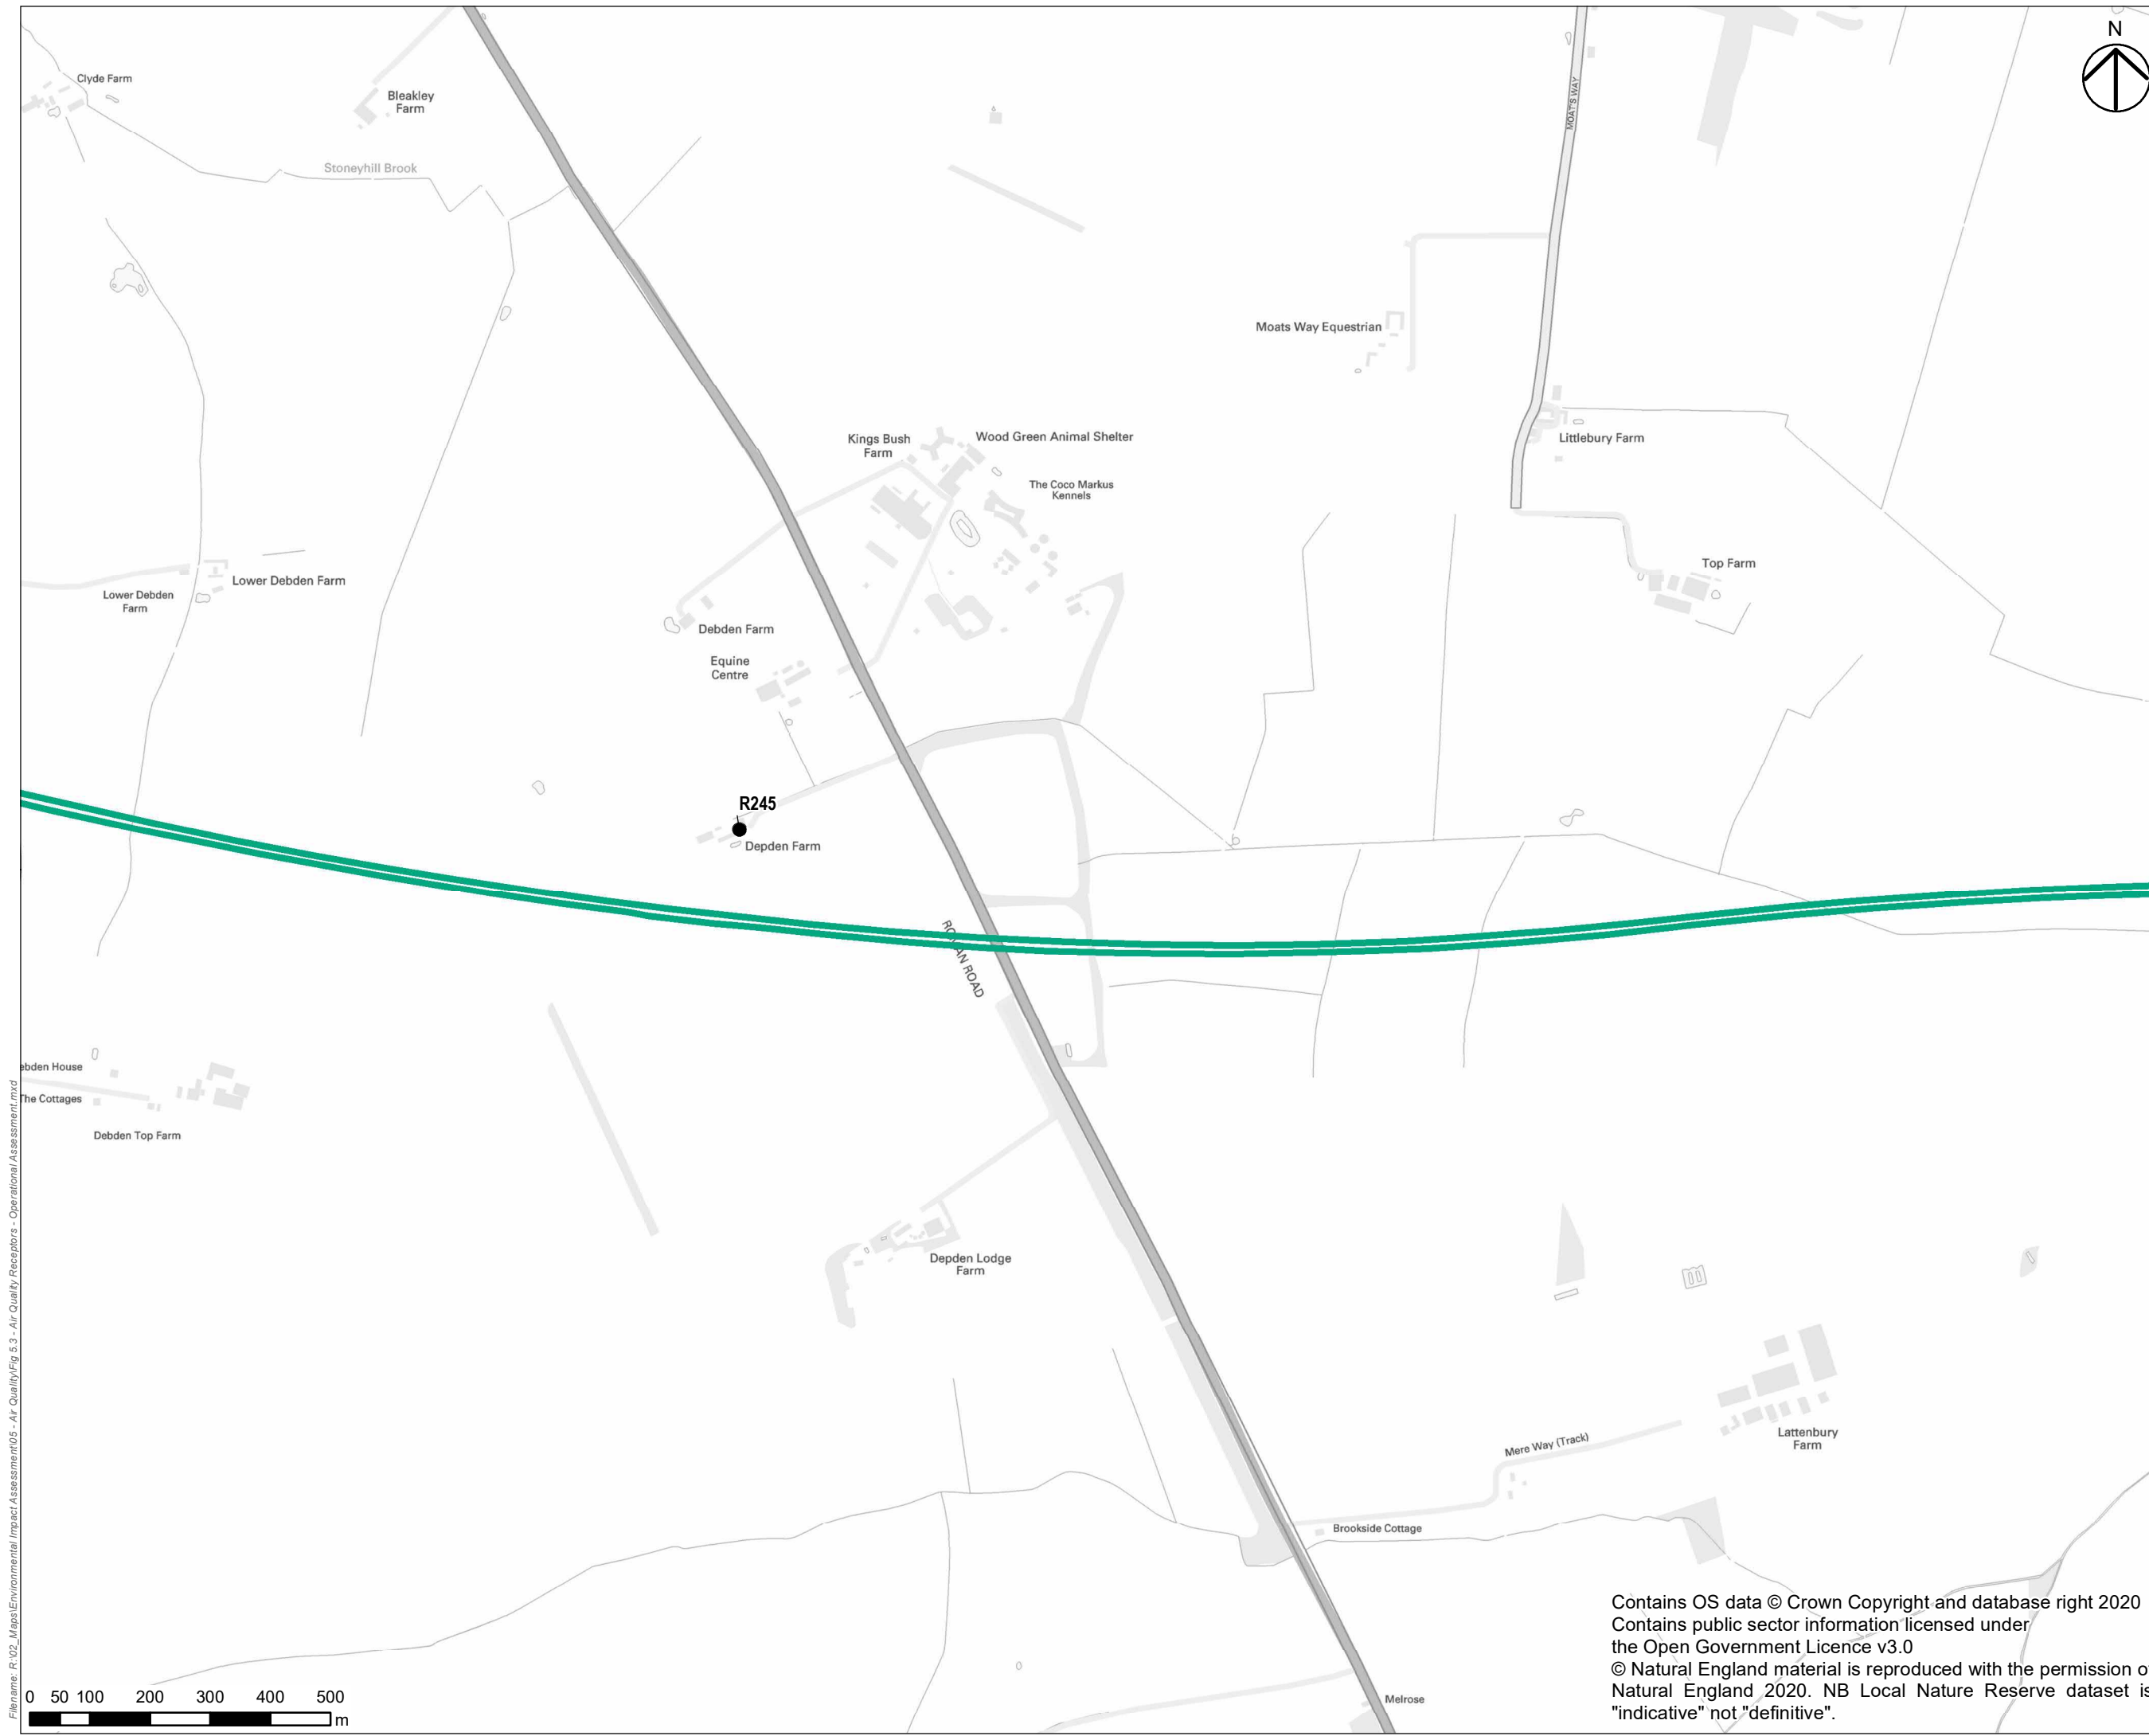 N
Clyde Farm
Bleakley
Farm
MOAT'S WAY
Stoneyhill Brook
Moats Way Equestrian
Kings Bush
Farm
Wood Green Animal Shelter
Littlebury Farm
The Coco Markus
Kennels
Top Farm
Lower Debden Farm
Lower Debden
Farm
Debden Farm
Equine
Centre
R245
Depden Farm
ROMAN ROAD
ebden House
The Cottages
Debden Top Farm
Depden Lodge
Farm
Lattenbury
Farm
Mere Way (Track)
Brookside Cottage
Melrose
Contains OS data © Crown Copyright and database right 2020
Contains public sector information licensed under
the Open Government Licence v3.0
© Natural England material is reproduced with the permission of
Natural England 2020. NB Local Nature Reserve dataset is
"indicative" not "definitive".
0 50 100 200 300 400 500
m
Filename: R:\02_Maps\Environmental Impact Assessment\05 - Air Quality\Fig 5.3 - Air Quality Receptors - Operational Assessment.mxd